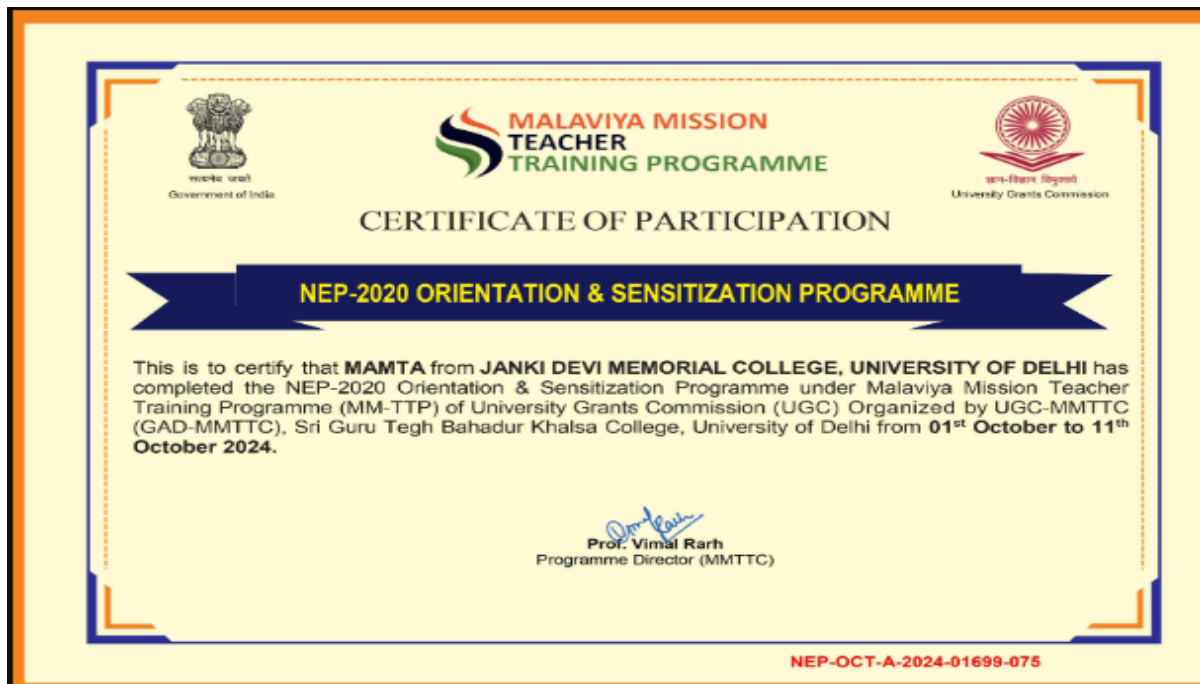 MALAVIYA MISSION
TEACHER
TRAINING PROGRAMME
सत्यमेव जयते
Government of India
ज्ञान-विज्ञान विमुक्तये
University Grants Commission
CERTIFICATE OF PARTICIPATION
NEP-2020 ORIENTATION & SENSITIZATION PROGRAMME
This is to certify that MAMTA from JANKI DEVI MEMORIAL COLLEGE, UNIVERSITY OF DELHI has
completed the NEP-2020 Orientation & Sensitization Programme under Malaviya Mission Teacher
Training Programme (MM-TTP) of University Grants Commission (UGC) Organized by UGC-MMTTC
(GAD-MMTTC), Sri Guru Tegh Bahadur Khalsa College, University of Delhi from 01st October to 11th
October 2024.
Prof. Vimal Rarh
Programme Director (MMTTC)
NEP-OCT-A-2024-01699-075